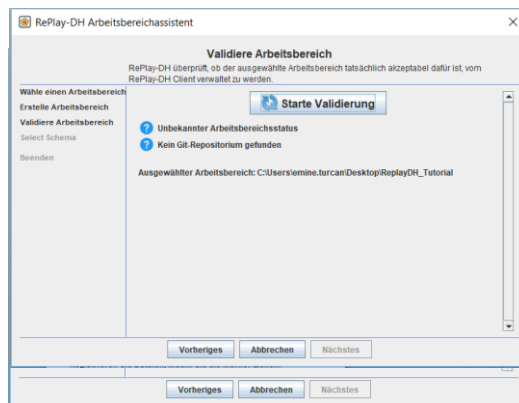 RePlay-DH Arbeitsbereichassistent
Validiere Arbeitsbereich
RePlay-DH überprüft, ob der ausgewählte Arbeitsbereich tatsächlich akzeptabel dafür ist, vom
RePlay-DH Client verwaltet zu werden.
Wähle einen Arbeitsbereich
Erstelle Arbeitsbereich
Validiere Arbeitsbereich
Select Schema
Beenden
Starte Validierung
Unbekannter Arbeitsbereichsstatus
Kein Git-Repositorium gefunden
Ausgewählter Arbeitsbereich: C:\Users\emine.turcan\Desktop\ReplayDH_Tutorial
Vorheriges Abbrechen Nächstes
Vorheriges Abbrechen Nächstes